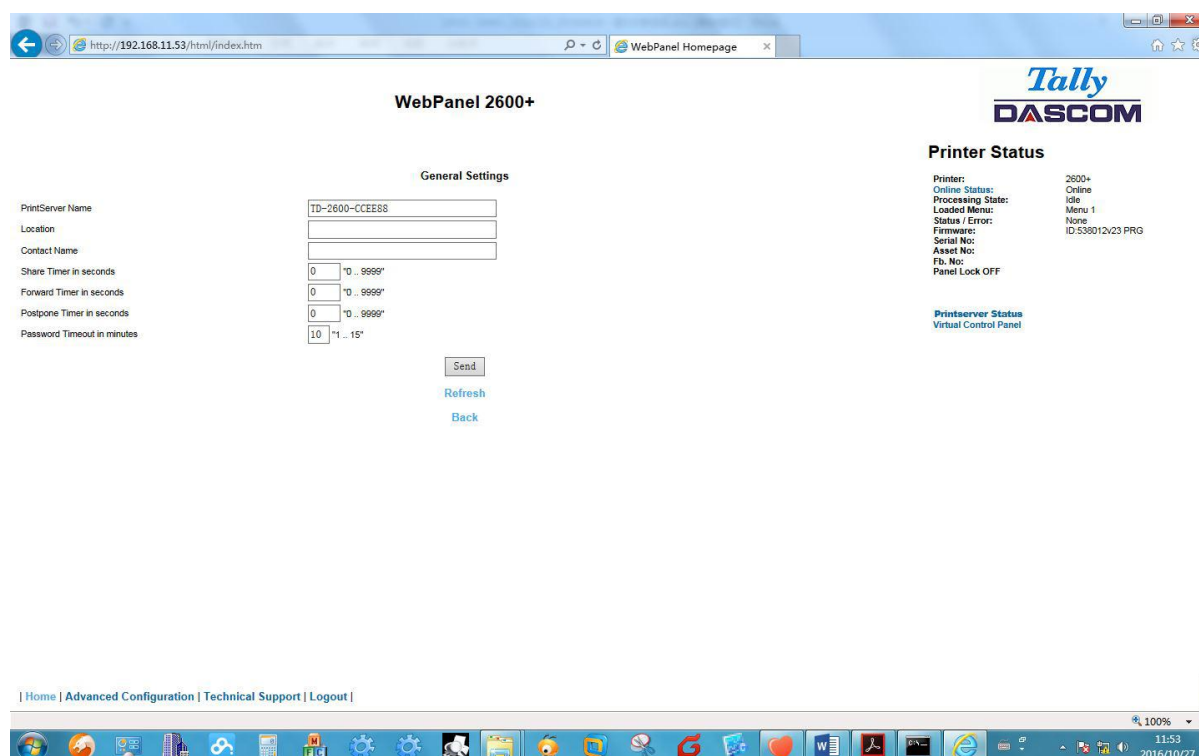 http://192.168.11.53/html/index.htm
WebPanel Homepage
WebPanel 2600+
Tally
DASCOM
General Settings
PrintServer Name TD-2600-CCEE88
Location
Contact Name
Share Timer in seconds 0 "0 .. 9999"
Forward Timer in seconds 0 "0 .. 9999"
Postpone Timer in seconds 0 "0 .. 9999"
Password Timeout in minutes 10 "1 .. 15"
Send
Refresh
Back
Printer Status
Printer: 2600+
Online Status: Online
Processing State: Idle
Loaded Menu: Menu 1
Status / Error: None
Firmware: ID:538012v23 PRG
Serial No:
Asset No:
Fb. No:
Panel Lock OFF
Printserver Status
Virtual Control Panel
| Home | Advanced Configuration | Technical Support | Logout |
100%
11:53
2016/10/27